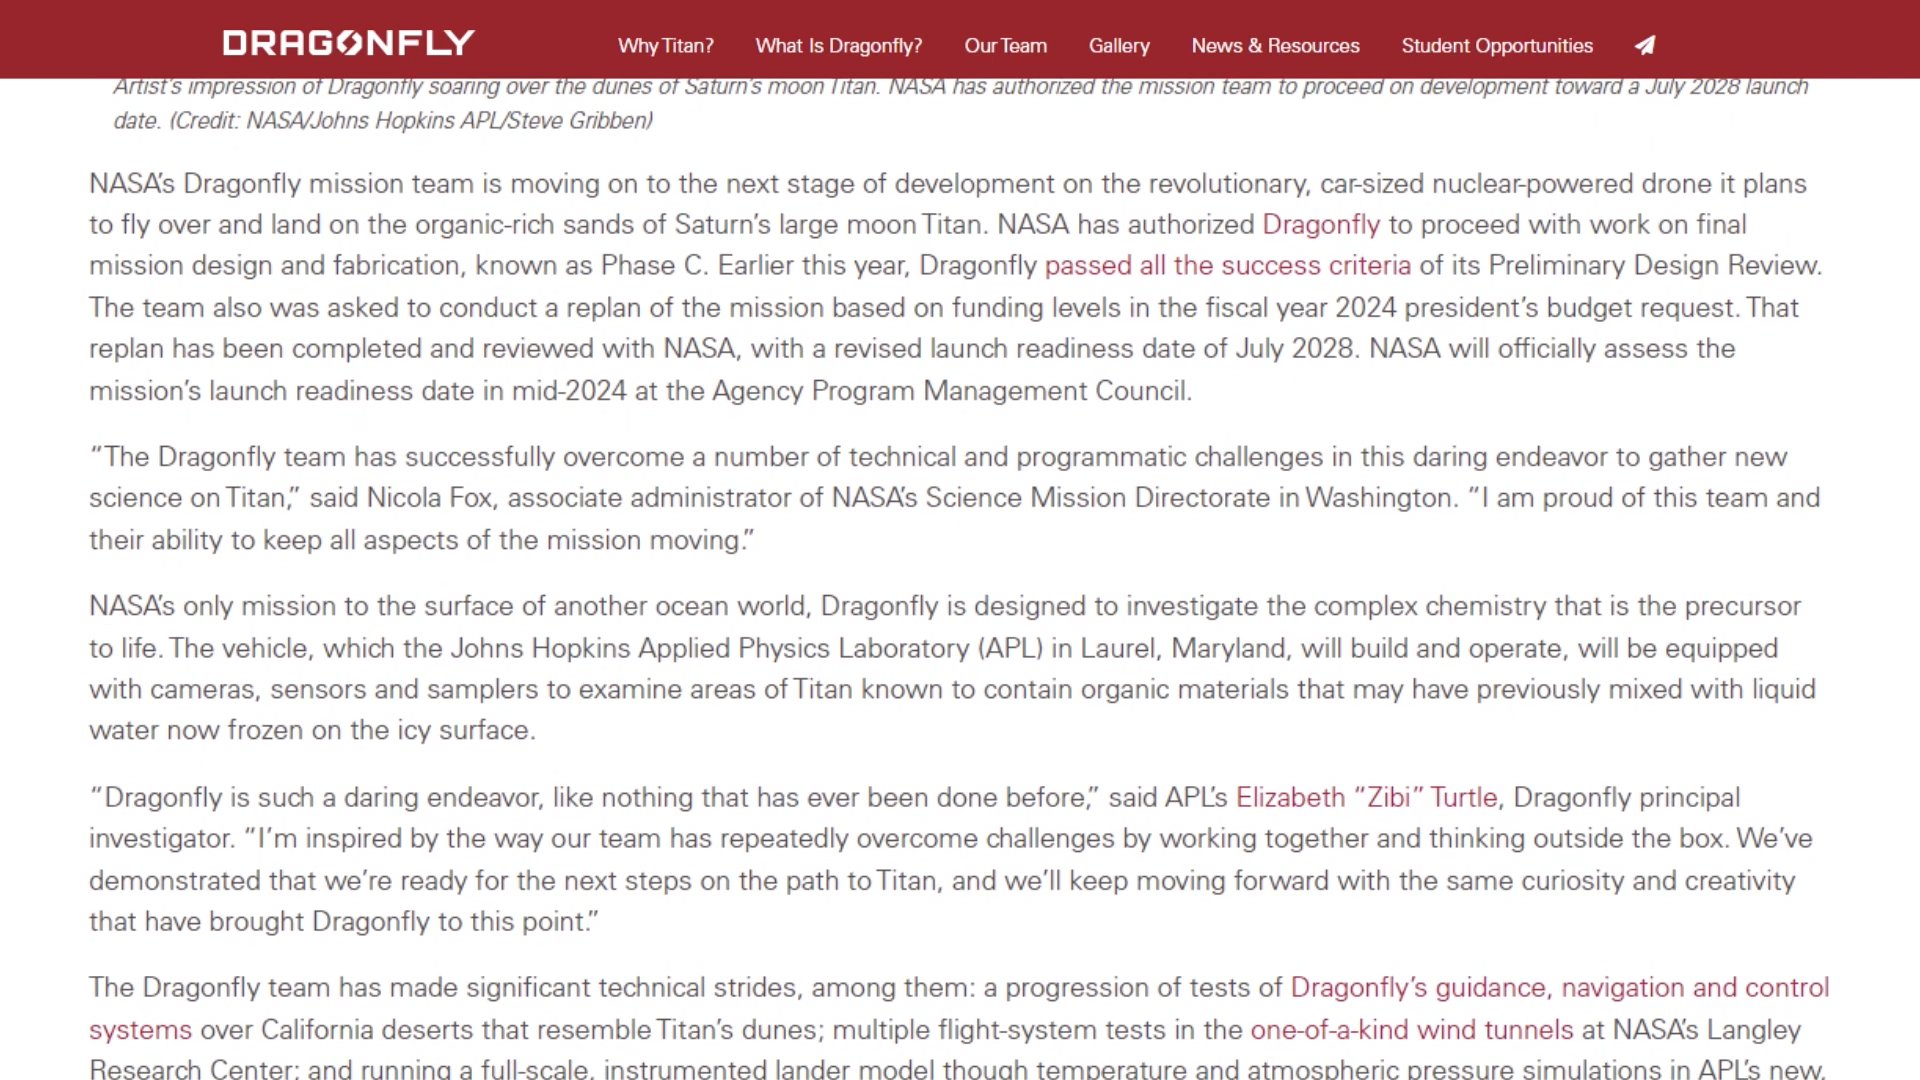 DRAGONFLY
Why Titan? What Is Dragonfly? Our Team Gallery News & Resources Student Opportunities
Artist's impression of Dragonfly soaring over the dunes of Saturn's moon Titan. NASA has authorized the mission team to proceed on development toward a July 2028 launch
date. (Credit: NASA/Johns Hopkins APL/Steve Gribben)
NASA's Dragonfly mission team is moving on to the next stage of development on the revolutionary, car-sized nuclear-powered drone it plans
to fly over and land on the organic-rich sands of Saturn's large moon Titan. NASA has authorized Dragonfly to proceed with work on final
mission design and fabrication, known as Phase C. Earlier this year, Dragonfly passed all the success criteria of its Preliminary Design Review.
The team also was asked to conduct a replan of the mission based on funding levels in the fiscal year 2024 president's budget request. That
replan has been completed and reviewed with NASA, with a revised launch readiness date of July 2028. NASA will officially assess the
mission's launch readiness date in mid-2024 at the Agency Program Management Council.
“The Dragonfly team has successfully overcome a number of technical and programmatic challenges in this daring endeavor to gather new
science on Titan,” said Nicola Fox, associate administrator of NASA's Science Mission Directorate in Washington. “I am proud of this team and
their ability to keep all aspects of the mission moving.”
NASA's only mission to the surface of another ocean world, Dragonfly is designed to investigate the complex chemistry that is the precursor
to life. The vehicle, which the Johns Hopkins Applied Physics Laboratory (APL) in Laurel, Maryland, will build and operate, will be equipped
with cameras, sensors and samplers to examine areas of Titan known to contain organic materials that may have previously mixed with liquid
water now frozen on the icy surface.
“Dragonfly is such a daring endeavor, like nothing that has ever been done before,” said APL's Elizabeth “Zibi” Turtle, Dragonfly principal
investigator. “I'm inspired by the way our team has repeatedly overcome challenges by working together and thinking outside the box. We've
demonstrated that we're ready for the next steps on the path to Titan, and we'll keep moving forward with the same curiosity and creativity
that have brought Dragonfly to this point.”
The Dragonfly team has made significant technical strides, among them: a progression of tests of Dragonfly's guidance, navigation and control
systems over California deserts that resemble Titan's dunes; multiple flight-system tests in the one-of-a-kind wind tunnels at NASA's Langley
Research Center; and running a full-scale, instrumented lander model though temperature and atmospheric pressure simulations in APL's new,